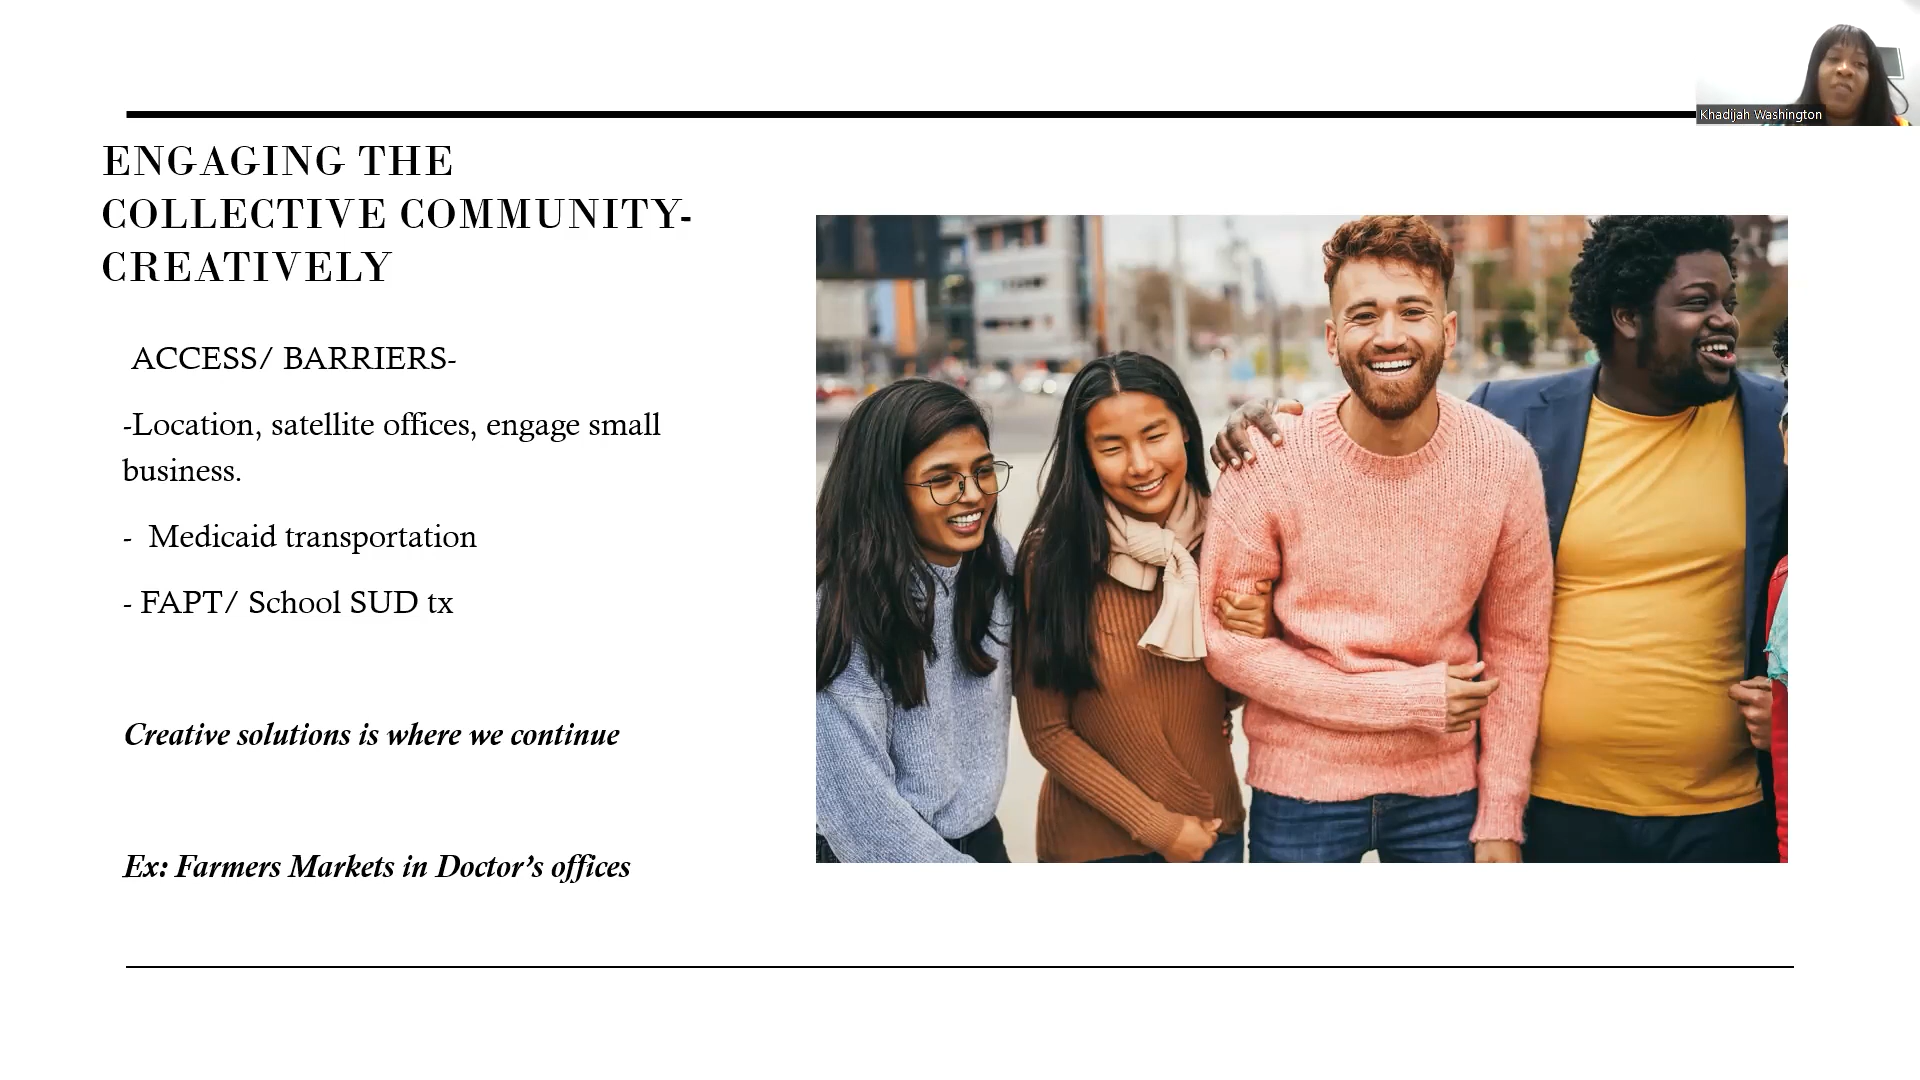 Khadijah Washington
ENGAGING THE
COLLECTIVE COMMUNITY-
CREATIVELY
ACCESS/ BARRIERS-
-Location, satellite offices, engage small
business.
- Medicaid transportation
- FAPT/ School SUD tx
Creative solutions is where we continue
Ex: Farmers Markets in Doctor’s offices